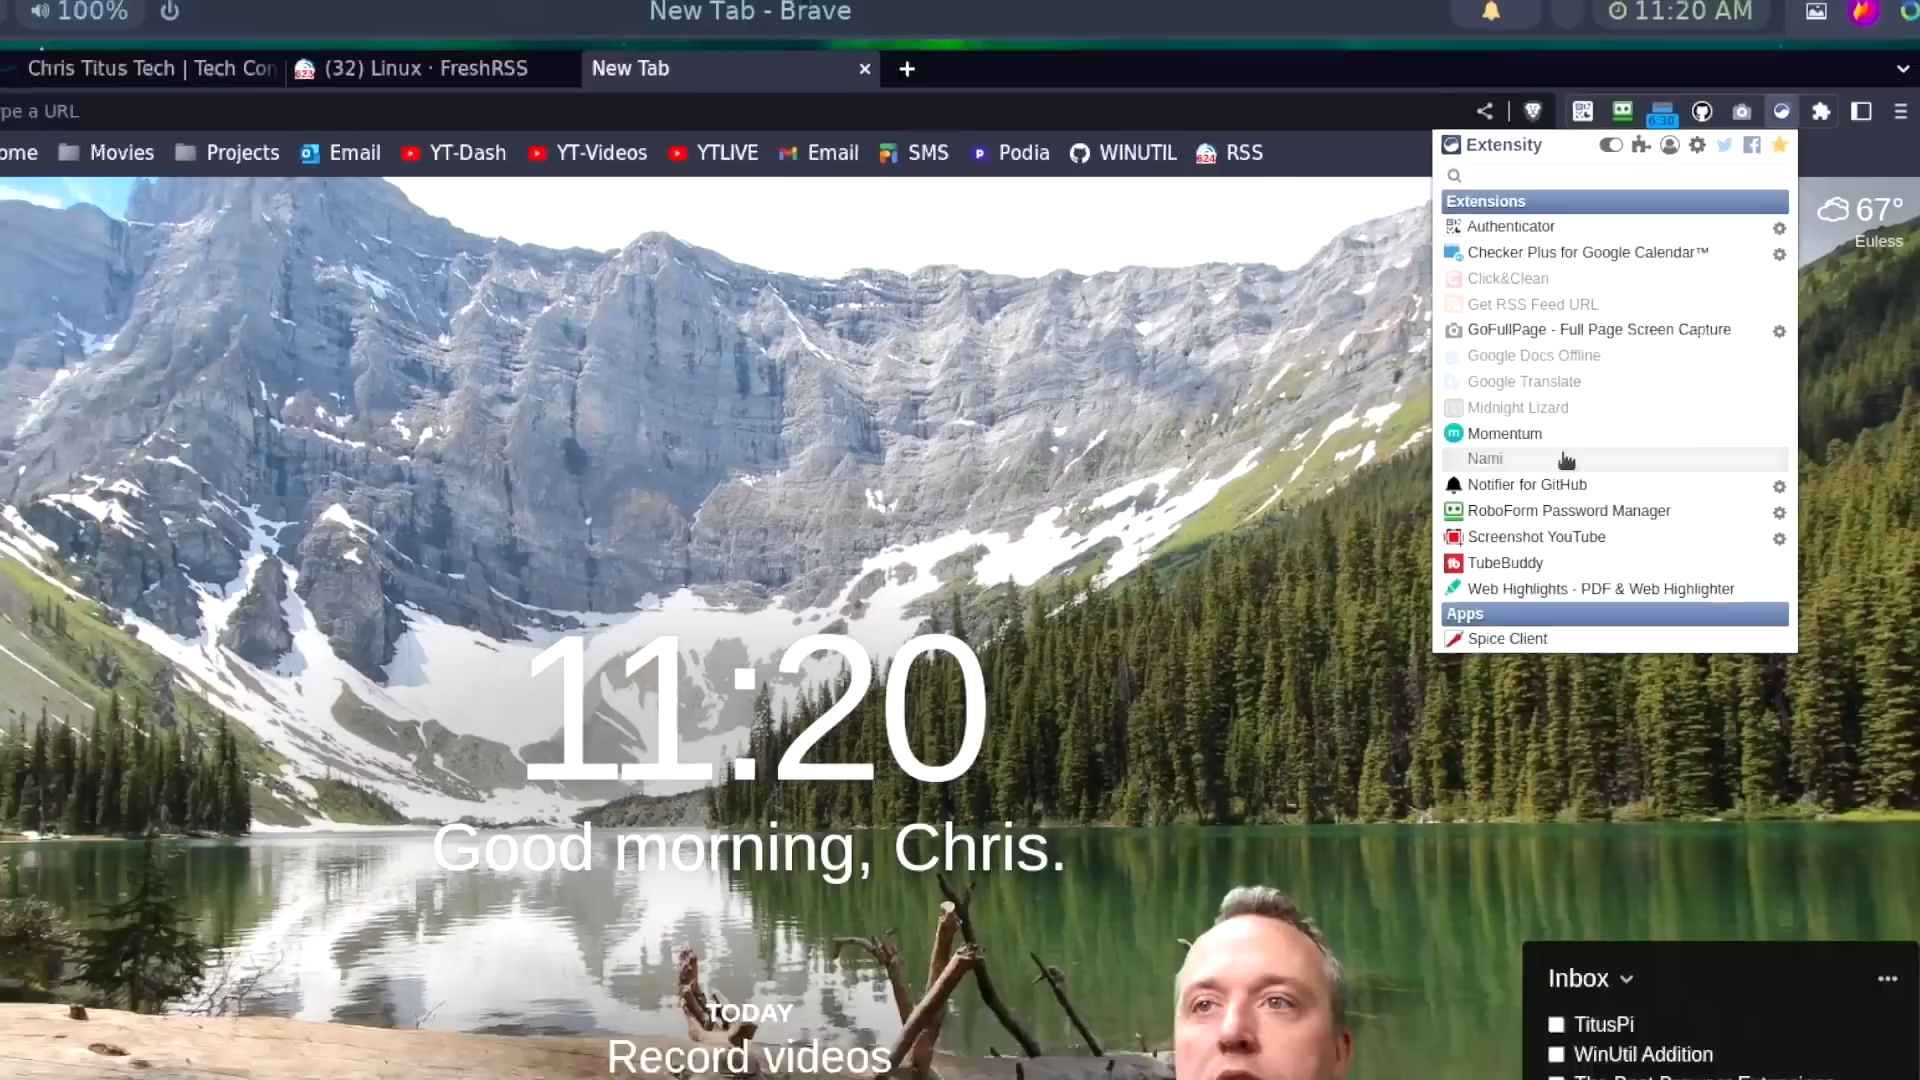 100%
New Tab - Brave
11:20 AM
Chris Titus Tech | Tech Con
(32) Linux · FreshRSS
New Tab
pe a URL
6:30
ome
Movies
Projects
Email
YT-Dash
YT-Videos
YTLIVE
Email
SMS
Podia
WINUTIL
624
RSS
Extensity
Extensions
Authenticator
Checker Plus for Google Calendar™
Click&Clean
Get RSS Feed URL
GoFullPage - Full Page Screen Capture
Google Docs Offline
Google Translate
Midnight Lizard
Momentum
Nami
Notifier for GitHub
RoboForm Password Manager
Screenshot YouTube
TubeBuddy
Web Highlights - PDF & Web Highlighter
Apps
Spice Client
67°
Euless
11:20
Good morning, Chris.
TODAY
Record videos
Inbox
TitusPi
WinUtil Addition